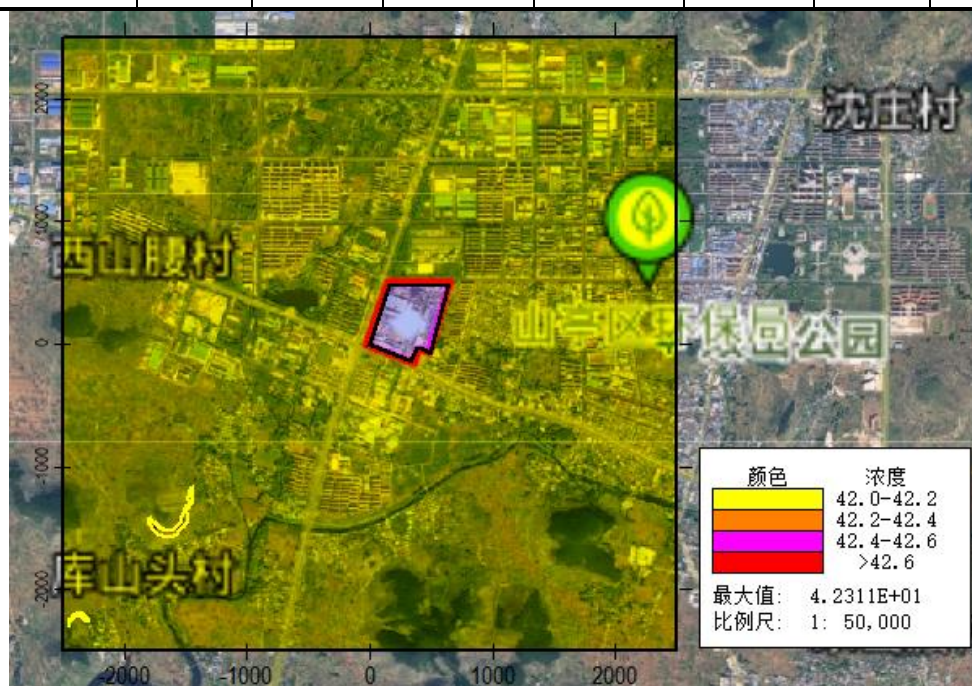 沈庄村
西山腰村
山亭区环保局公园
库山头村
2000
1000
0
-1000
-2000
-2000
-1000
0
1000
2000
颜色 浓度
42.0-42.2
42.2-42.4
42.4-42.6
>42.6
最大值: 4.2311E+01
比例尺: 1: 50,000